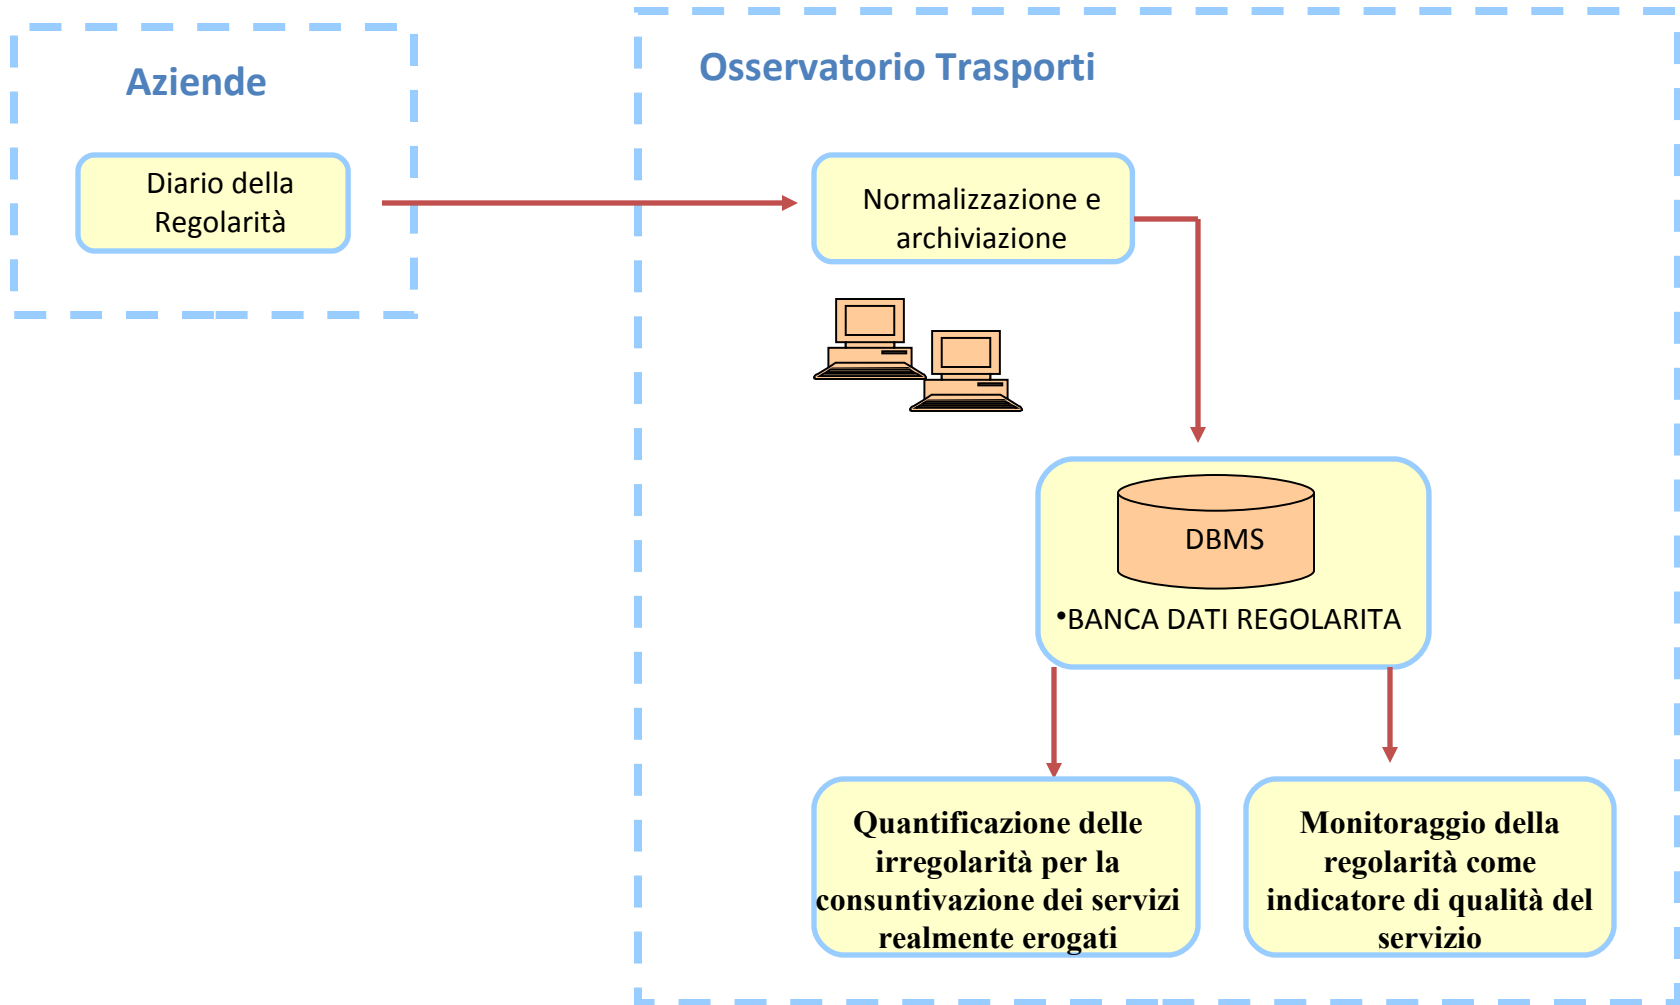 Aziende
Diario della
Regolarità
Osservatorio Trasporti
Normalizzazione e
archiviazione
DBMS
•BANCA DATI REGOLARITA
Quantificazione delle
irregolarità per la
consuntivazione dei servizi
realmente erogati
Monitoraggio della
regolarità come
indicatore di qualità del
servizio